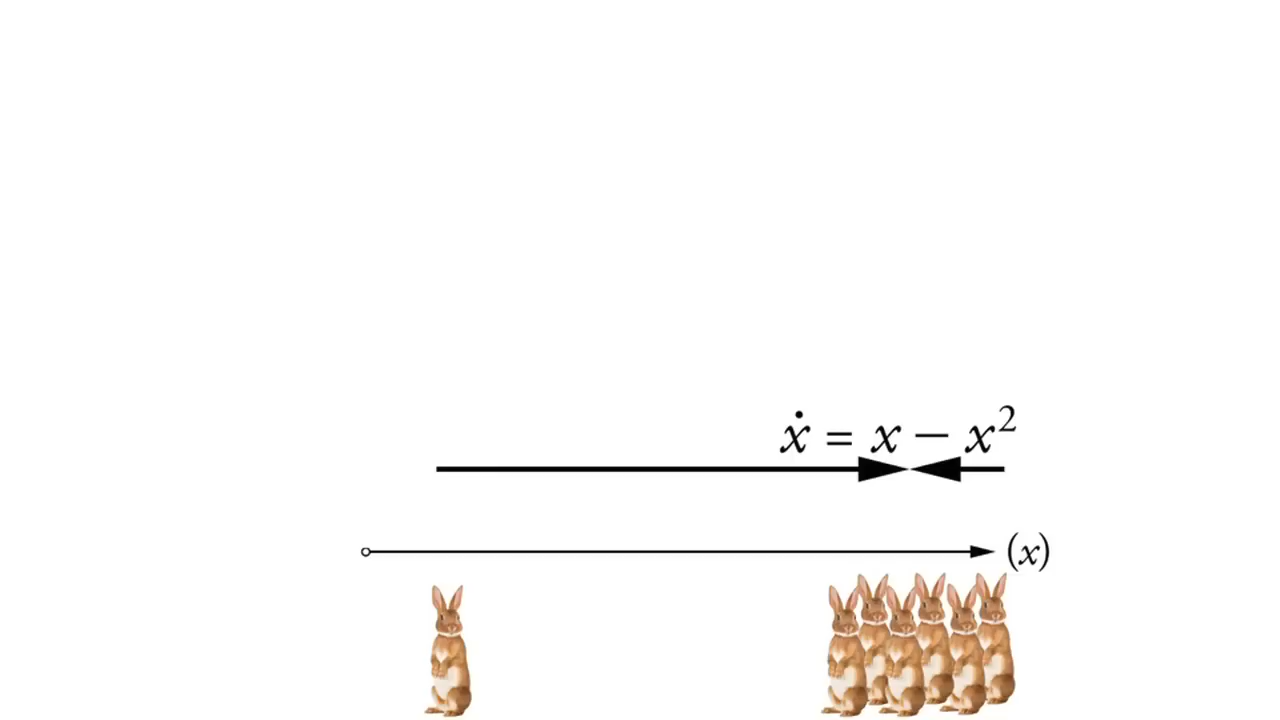 ẋ = x − x²
(x)